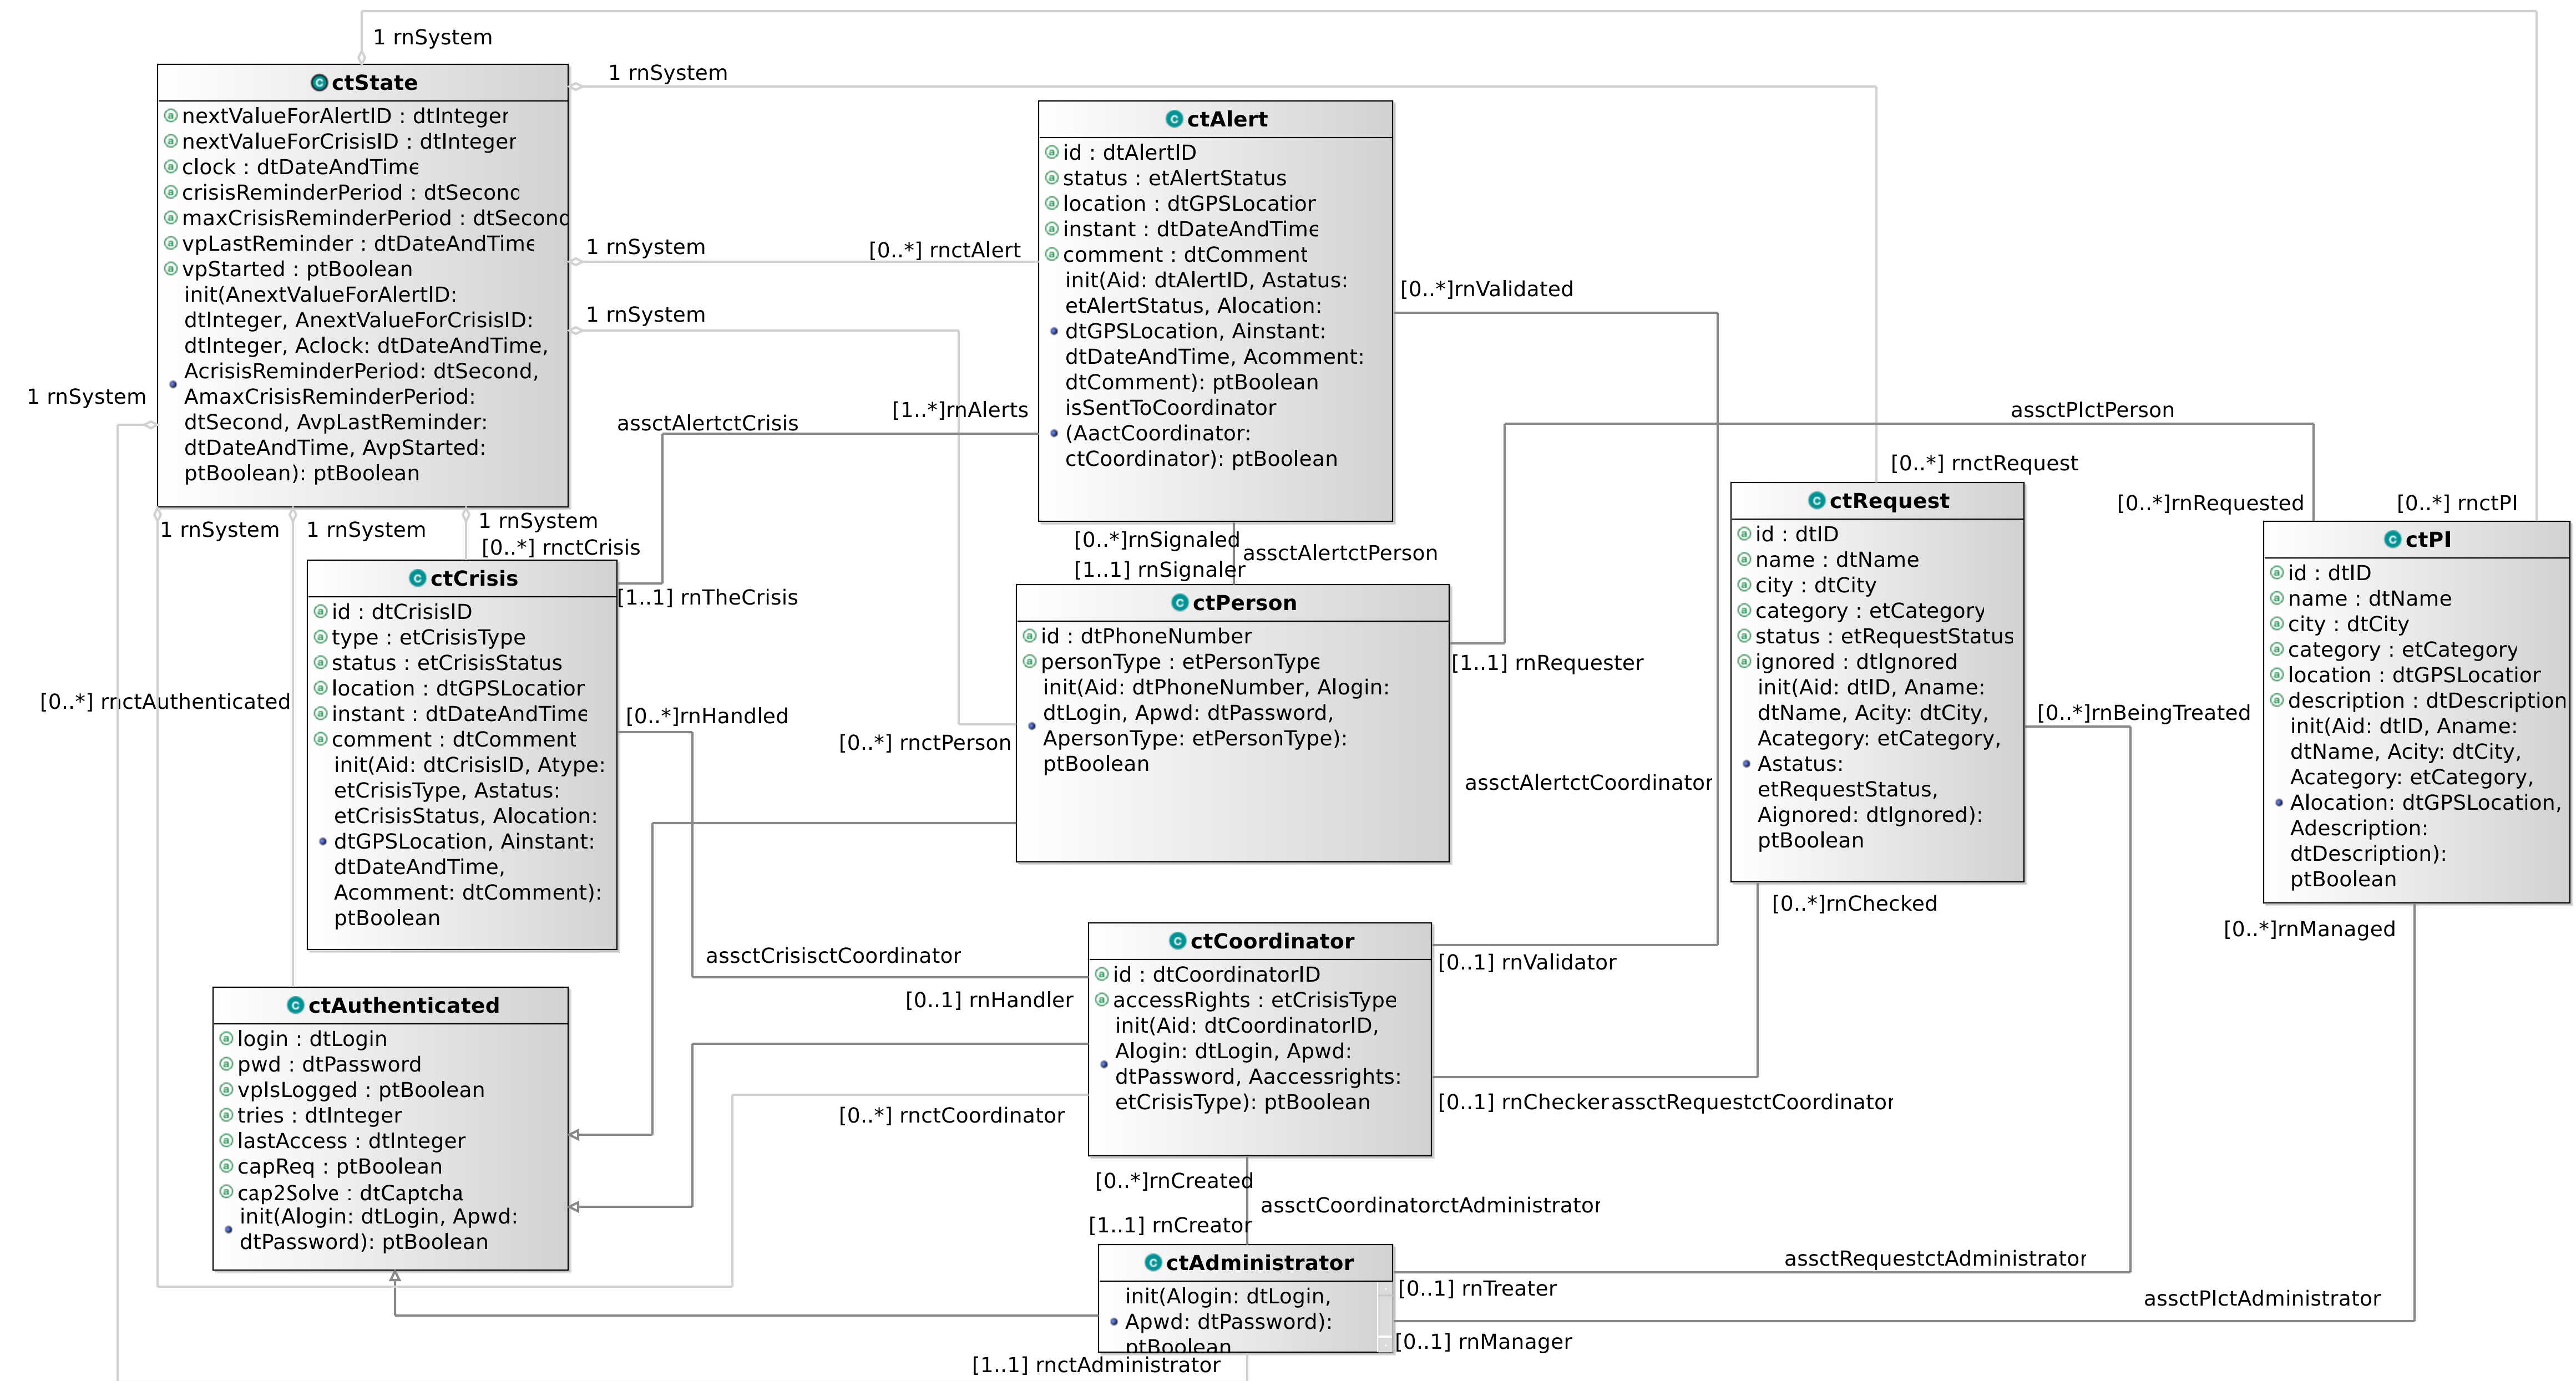 1 rnSystem
ctState
nextValueForAlertID : dtInteger
nextValueForCrisisID : dtInteger
clock : dtDateAndTime
crisisReminderPeriod : dtSecond
maxCrisisReminderPeriod : dtSecond
vpLastReminder : dtDateAndTime
vpStarted : ptBoolean
init(AnextValueForAlertID:
dtInteger, AnextValueForCrisisID:
dtInteger, Aclock: dtDateAndTime,
AcrisisReminderPeriod: dtSecond,
AmaxCrisisReminderPeriod:
dtSecond, AvpLastReminder:
dtDateAndTime, AvpStarted:
ptBoolean): ptBoolean
1 rnSystem
1 rnSystem
[0..*] rnctAlert
1 rnSystem
1 rnSystem
1 rnSystem
1 rnSystem
1 rnSystem
[0..*] rnctCrisis
ctAlert
id : dtAlertID
status : etAlertStatus
location : dtGPSLocation
instant : dtDateAndTime
comment : dtComment
init(Aid: dtAlertID, Astatus:
etAlertStatus, Alocation:
dtGPSLocation, Ainstant:
dtDateAndTime, Acomment:
dtComment): ptBoolean
isSentToCoordinator
(AactCoordinator:
ctCoordinator): ptBoolean
[0..*]rnValidated
assctAlertctCrisis
[1..*]rnAlerts
[1..1] rnTheCrisis
[0..*]rnSignaled
assctAlertctPerson
[1..1] rnSignaler
assctPIctPerson
[0..*] rnctRequest
[0..*]rnRequested
[0..*] rnctPI
ctCrisis
id : dtCrisisID
type : etCrisisType
status : etCrisisStatus
location : dtGPSLocation
instant : dtDateAndTime
comment : dtComment
init(Aid: dtCrisisID, Atype:
etCrisisType, Astatus:
etCrisisStatus, Alocation:
dtGPSLocation, Ainstant:
dtDateAndTime,
Acomment: dtComment):
ptBoolean
[0..*] rnctAuthenticated
[0..*]rnHandled
ctPerson
id : dtPhoneNumber
personType : etPersonType
init(Aid: dtPhoneNumber, Alogin:
dtLogin, Apwd: dtPassword,
ApersonType: etPersonType):
ptBoolean
[0..*] rnctPerson
[1..1] rnRequester
assctAlertctCoordinator
ctRequest
id : dtID
name : dtName
city : dtCity
category : etCategory
status : etRequestStatus
ignored : dtIgnored
init(Aid: dtID, Aname:
dtName, Acity: dtCity,
Acategory: etCategory,
Astatus:
etRequestStatus,
Aignored: dtIgnored):
ptBoolean
[0..*]rnBeingTreated
[0..*]rnChecked
ctPI
id : dtID
name : dtName
city : dtCity
category : etCategory
location : dtGPSLocation
description : dtDescription
init(Aid: dtID, Aname:
dtName, Acity: dtCity,
Acategory: etCategory,
Alocation: dtGPSLocation,
Adescription:
dtDescription):
ptBoolean
[0..*]rnManaged
assctCrisisctCoordinator
[0..1] rnHandler
ctCoordinator
id : dtCoordinatorID
accessRights : etCrisisType
init(Aid: dtCoordinatorID,
Alogin: dtLogin, Apwd:
dtPassword, Aaccessrights:
etCrisisType): ptBoolean
[0..1] rnValidator
[0..1] rnChecker
assctRequestctCoordinator
[0..*] rnctCoordinator
ctAuthenticated
login : dtLogin
pwd : dtPassword
vpIsLogged : ptBoolean
tries : dtInteger
lastAccess : dtInteger
capReq : ptBoolean
cap2Solve : dtCaptcha
init(Alogin: dtLogin, Apwd:
dtPassword): ptBoolean
[0..*]rnCreated
assctCoordinatorctAdministrator
[1..1] rnCreator
ctAdministrator
init(Alogin: dtLogin,
Apwd: dtPassword):
ptBoolean
assctRequestctAdministrator
[0..1] rnTreater
assctPIctAdministrator
[0..1] rnManager
[1..1] rnctAdministrator